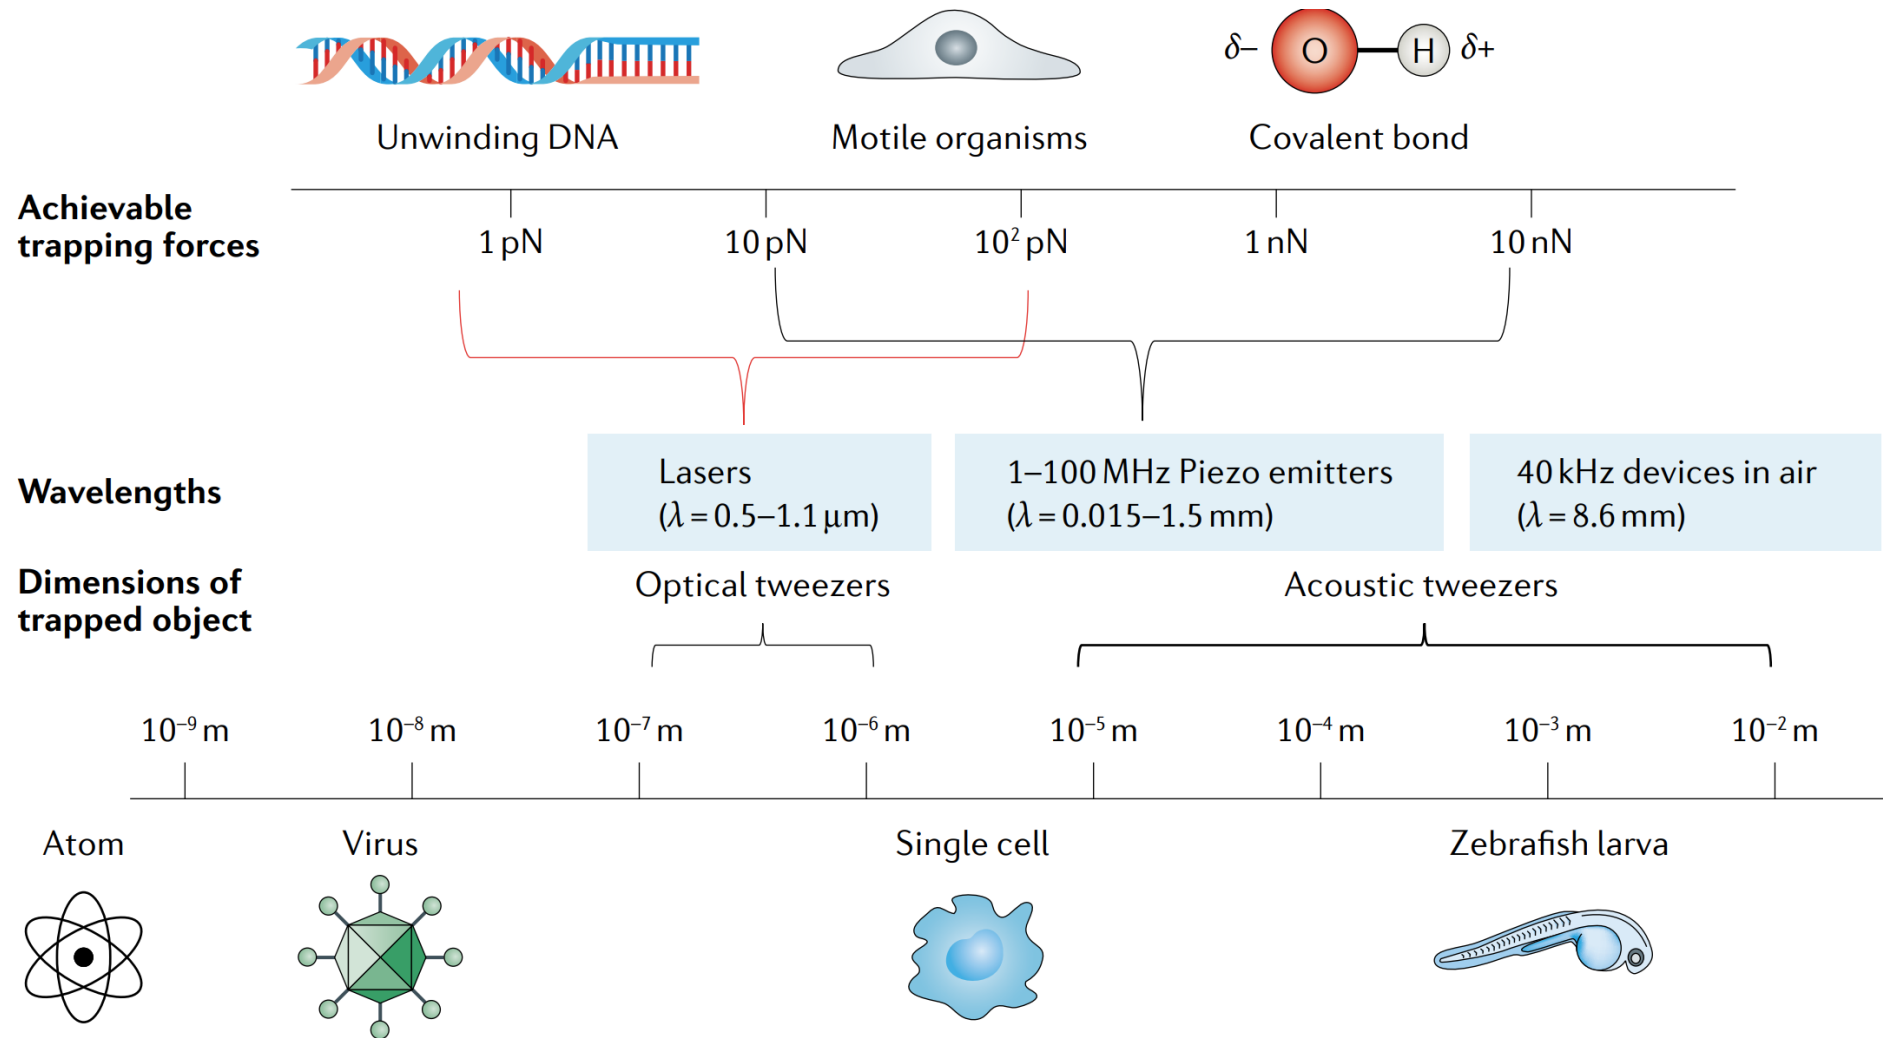 δ– O H δ+
Unwinding DNA
Motile organisms
Covalent bond
Achievable
trapping forces
1 pN
10 pN
10² pN
1 nN
10 nN
Wavelengths
Lasers
(λ = 0.5–1.1 μm)
1–100 MHz Piezo emitters
(λ = 0.015–1.5 mm)
40 kHz devices in air
(λ = 8.6 mm)
Dimensions of
trapped object
Optical tweezers
Acoustic tweezers
10⁻⁹ m
10⁻⁸ m
10⁻⁷ m
10⁻⁶ m
10⁻⁵ m
10⁻⁴ m
10⁻³ m
10⁻² m
Atom
Virus
Single cell
Zebrafish larva